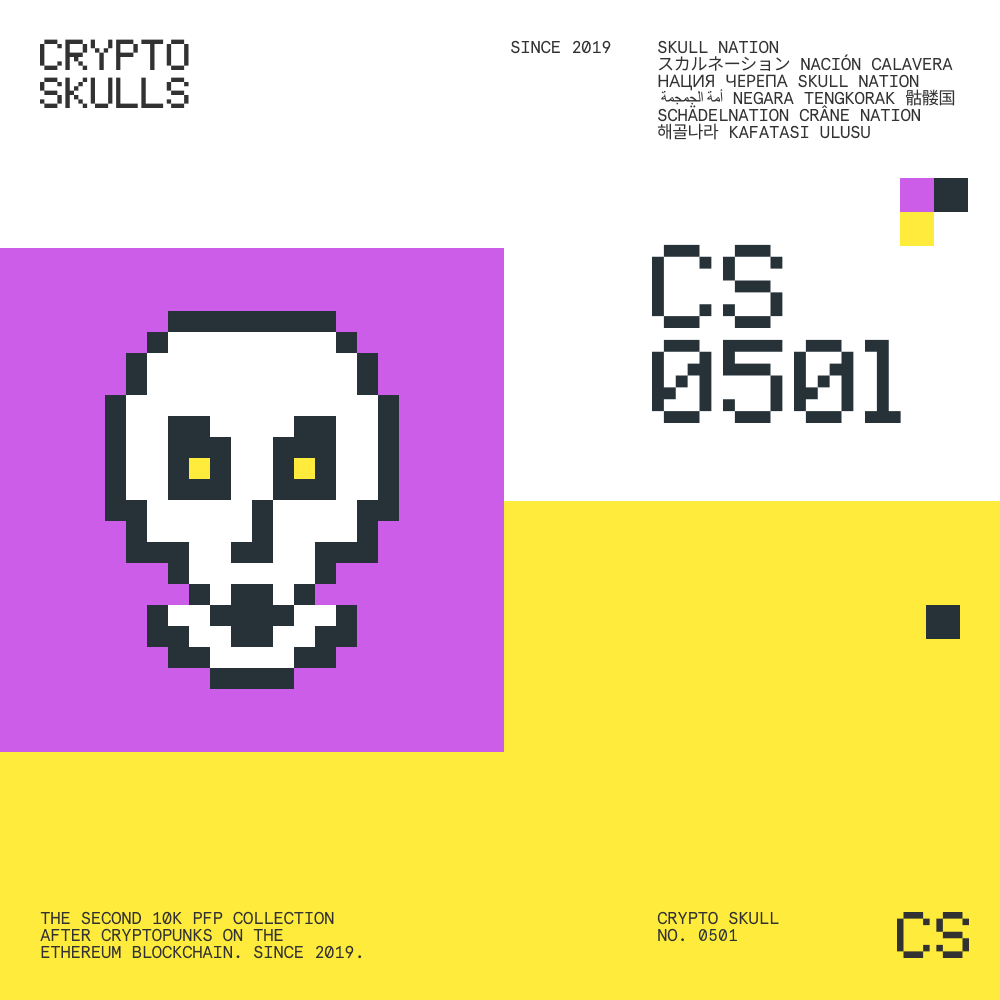 CRYPTO
SKULLS
SINCE 2019
SKULL NATION
スカルネーション NACIÓN CALAVERA
НАЦИЯ ЧЕРЕПА SKULL NATION
أمة الجمجمة NEGARA TENGKORAK 骷髅国
SCHÄDELNATION CRÂNE NATION
해골나라 KAFATASI ULUSU
CS
0501
THE SECOND 10K PFP COLLECTION
AFTER CRYPTOPUNKS ON THE
ETHEREUM BLOCKCHAIN. SINCE 2019.
CRYPTO SKULL
NO. 0501
CS